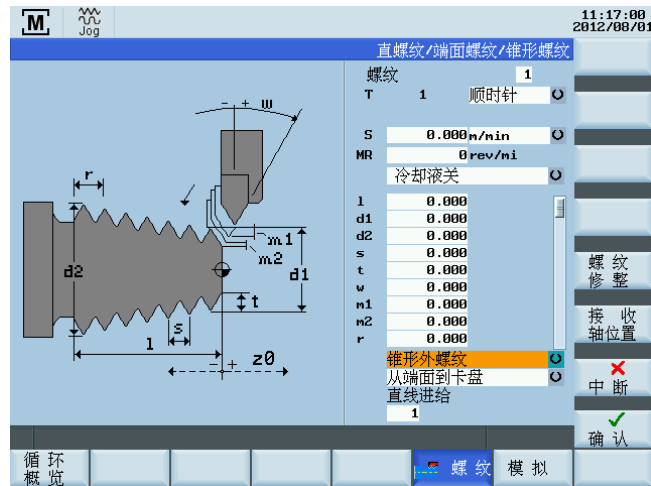 M
Jog
11:17:00
2012/08/01
直螺纹/端面螺纹/锥形螺纹
螺纹 1
T 1 顺时针
S 0.000 m/min
MR 0 rev/mi
冷却液关
l 0.000
d1 0.000
d2 0.000
s 0.000
t 0.000
w 0.000
m1 0.000
m2 0.000
r 0.000
锥形外螺纹
从端面到卡盘
直线进给
1
- + w
r
m1
m2
d2
d1
t
s
l
- + z0
螺纹
修整
接收
轴位置
中断
确认
循环
概览
螺纹
模拟